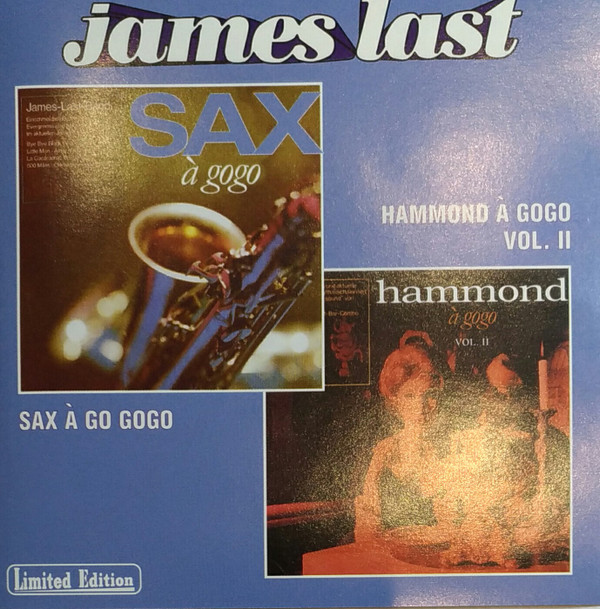 james last
James-Last-Band
SAX
à gogo
HAMMOND À GOGO
VOL. II
hammond
à gogo
VOL. II
SAX À GO GOGO
Limited Edition